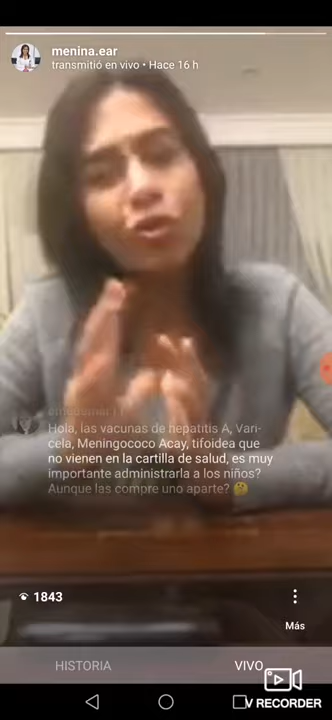 menina.ear
transmitió en vivo • Hace 16 h
Hola, las vacunas de hepatitis A, Vari-
cela, Meningococo Acay, tifoidea que
no vienen en la cartilla de salud, es muy
importante administrarla a los niños?
Aunque las compre uno aparte? 🤔
1843
Más
HISTORIA
VIVO
V RECORDER